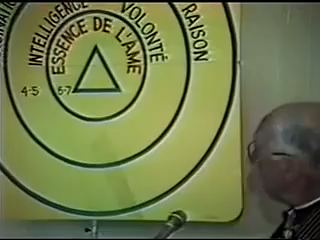 RAISON
VOLONTÉ
INTELLIGENCE
ESSENCE DE L'ÂME
4-5
6-7